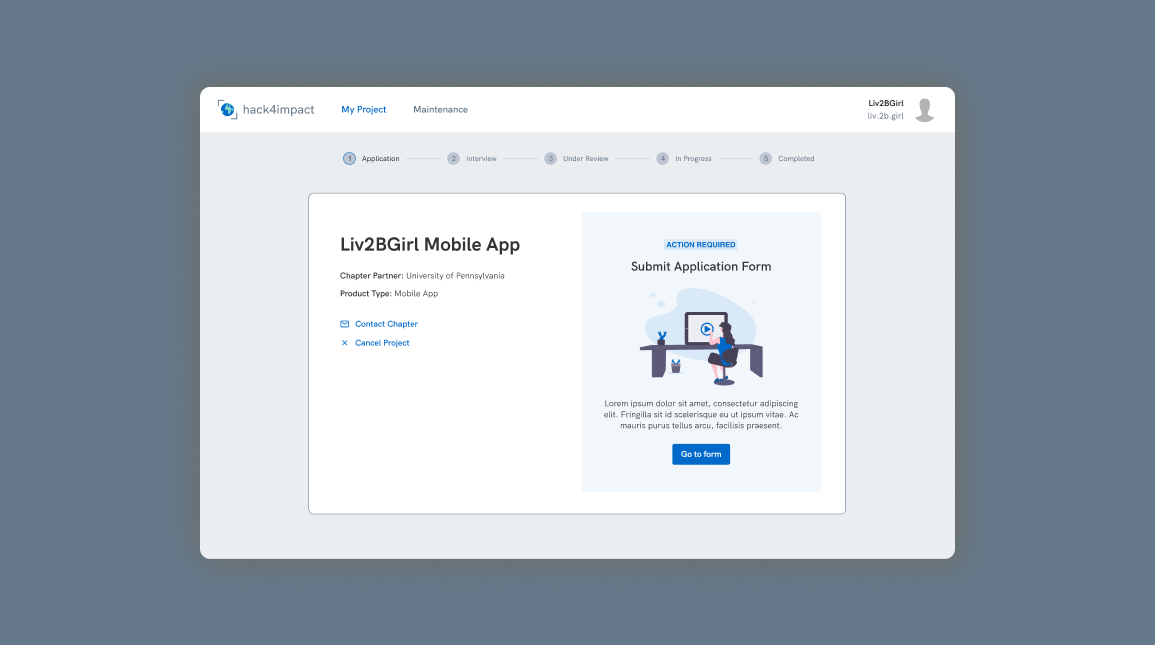 hack4impact
My Project
Maintenance
Liv2BGirl
liv.2b.girl
1 Application
2 Interview
3 Under Review
4 In Progress
5 Completed
Liv2BGirl Mobile App
Chapter Partner: University of Pennsylvania
Product Type: Mobile App
Contact Chapter
Cancel Project
ACTION REQUIRED
Submit Application Form
Lorem ipsum dolor sit amet, consectetur adipiscing
elit. Fringilla sit id scelerisque eu ut ipsum vitae. Ac
mauris purus tellus arcu, facilisis praesent.
Go to form